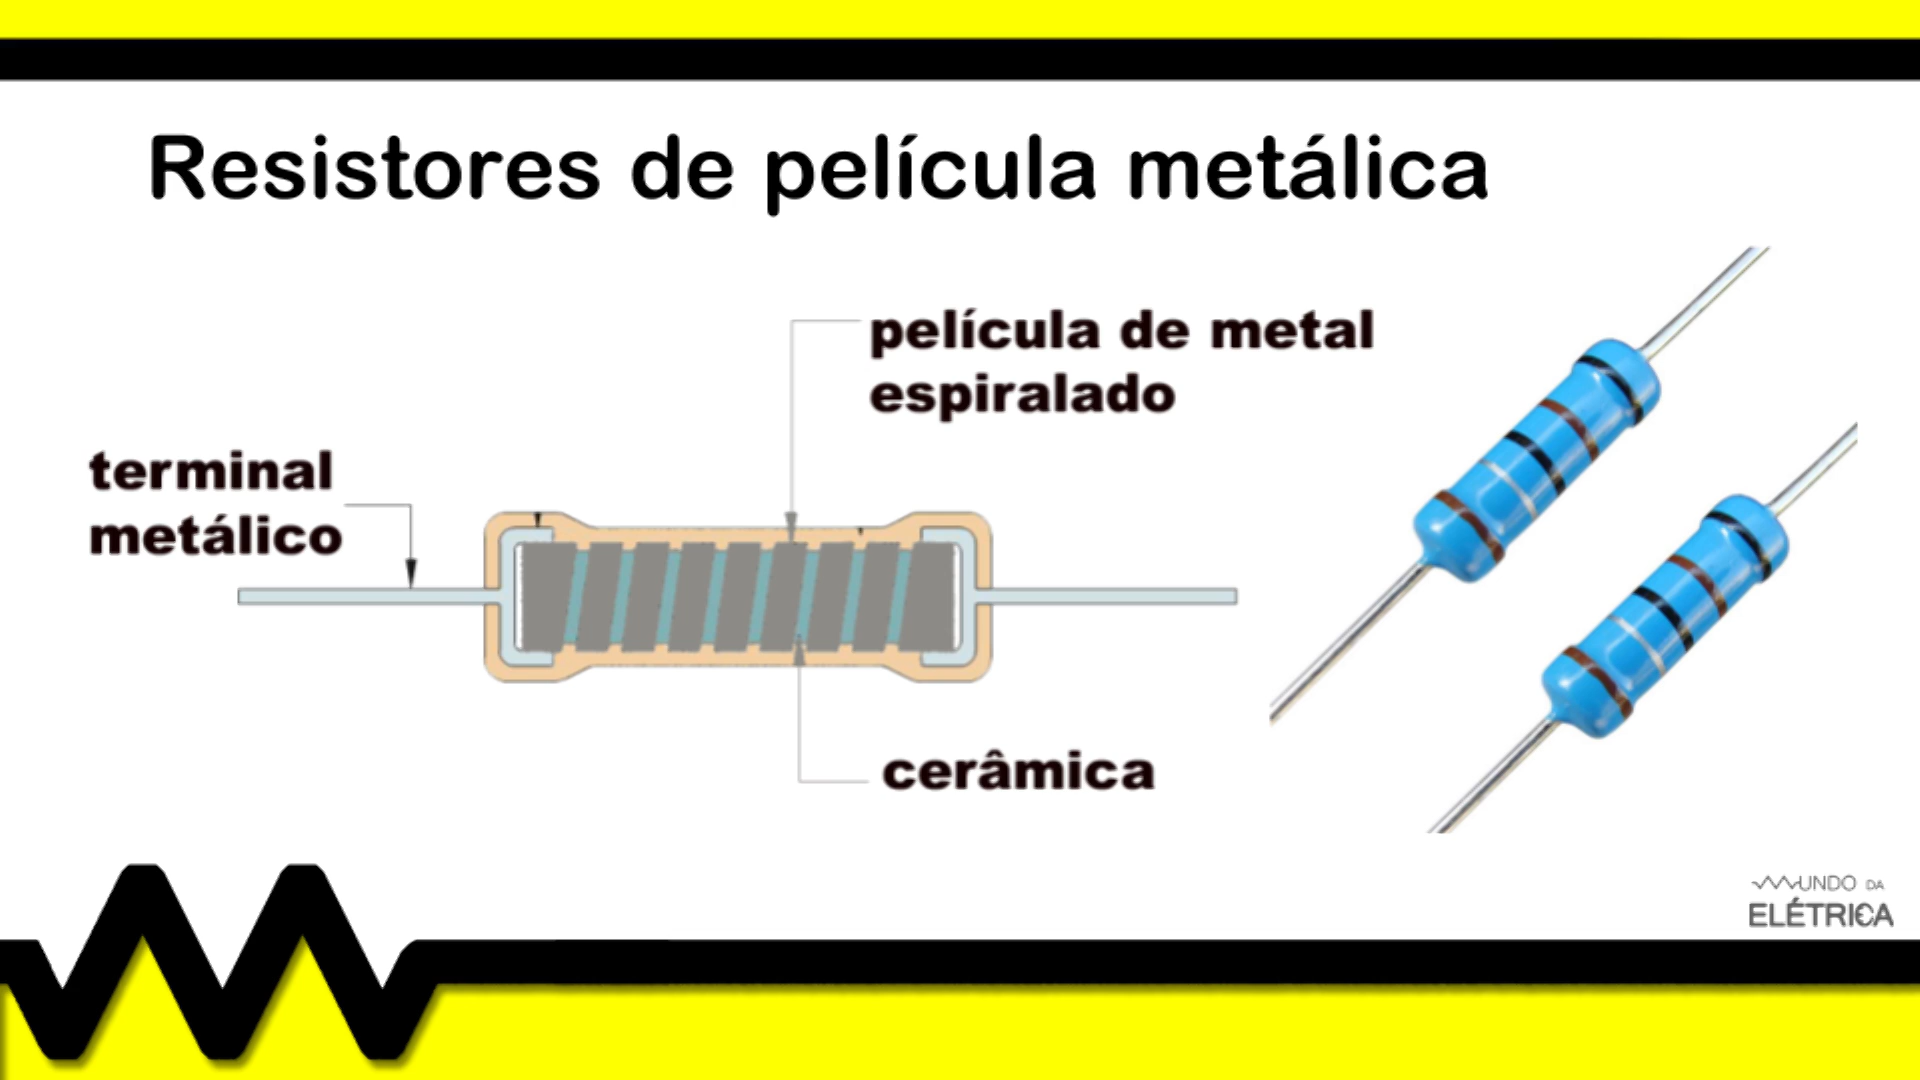 Resistores de película metálica
película de metal
espiralado
terminal
metálico
cerâmica
MUNDO DA
ELÉTRICA